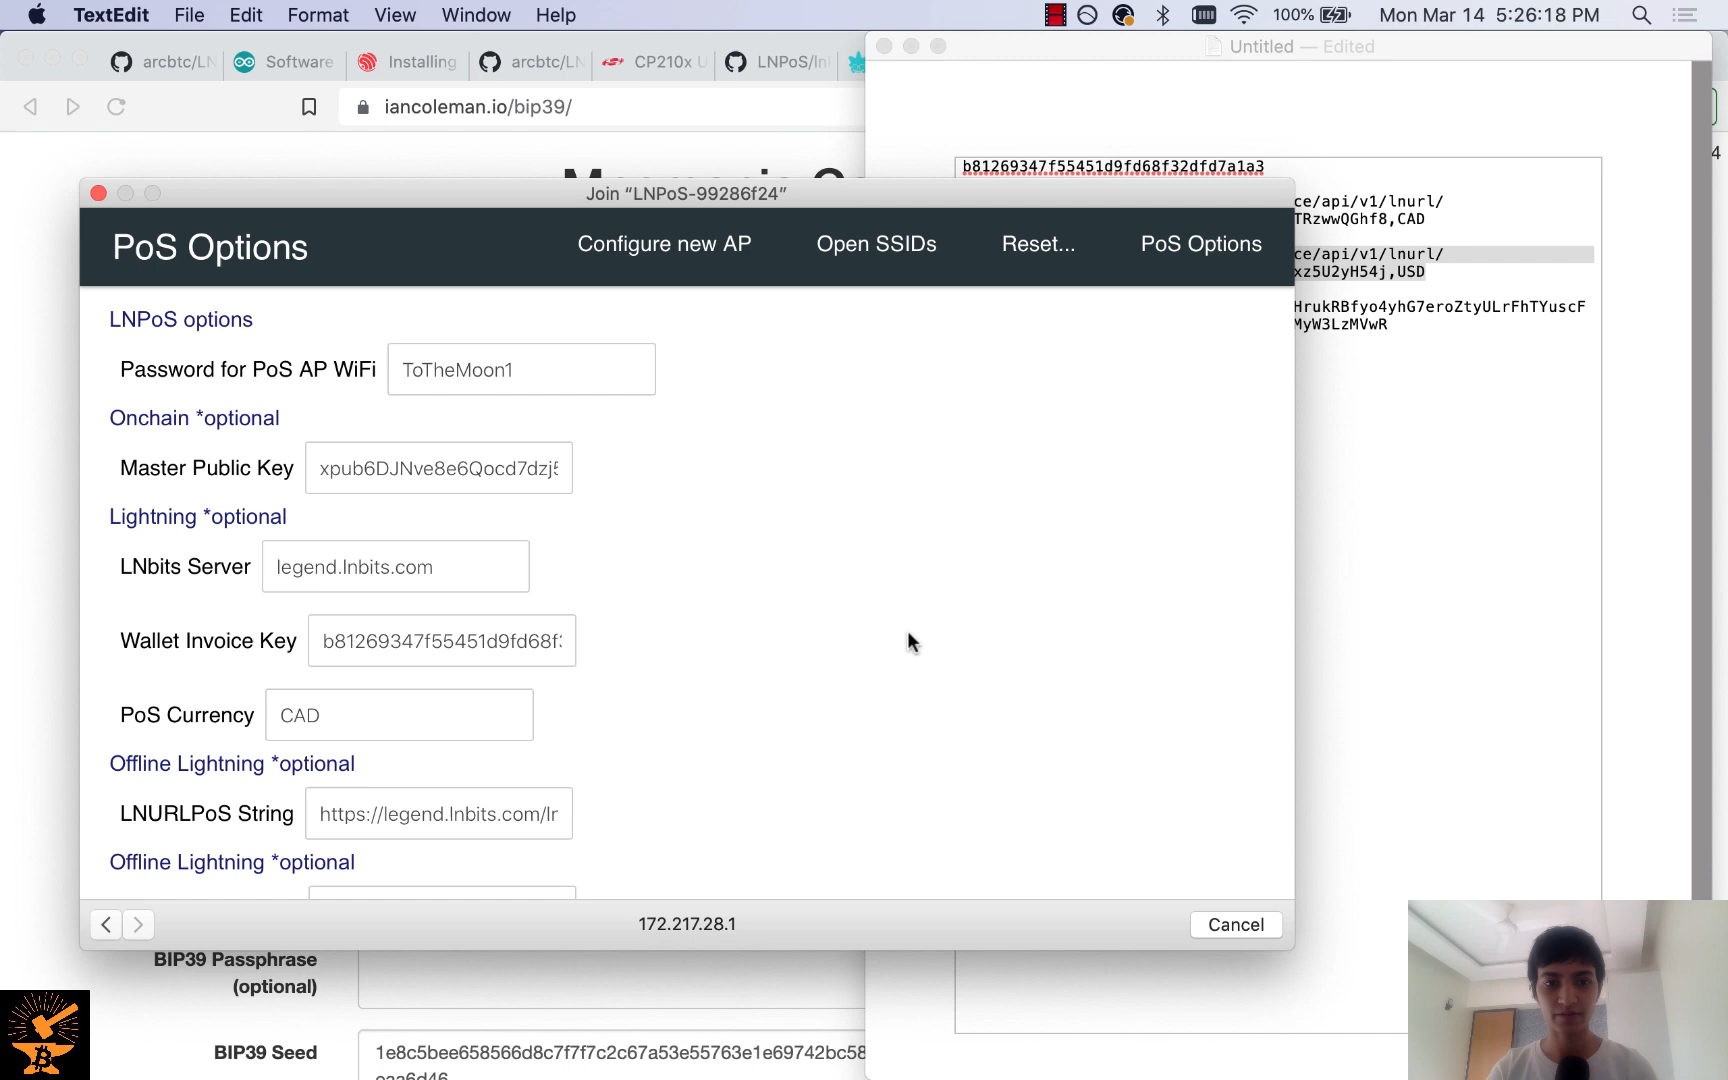 TextEdit File Edit Format View Window Help 100% Mon Mar 14 5:26:18 PM
arcbtc/LN Software Installing arcbtc/LN CP210x U LNPoS/In
Untitled — Edited
iancoleman.io/bip39/
b81269347f55451d9fd68f32dfd7a1a3
Join “LNPoS-99286f24”
ce/api/v1/lnurl/
TRzwwQGhf8,CAD
PoS Options Configure new AP Open SSIDs Reset... PoS Options
ce/api/v1/lnurl/
xz5U2yH54j,USD
HrukRBfyo4yhG7eroZtyULrFhTYuscF
MyW3LzMVwR
LNPoS options
Password for PoS AP WiFi ToTheMoon1
Onchain *optional
Master Public Key xpub6DJNve8e6Qocd7dzj5
Lightning *optional
LNbits Server legend.lnbits.com
Wallet Invoice Key b81269347f55451d9fd68f
PoS Currency CAD
Offline Lightning *optional
LNURLPoS String https://legend.lnbits.com/lr
Offline Lightning *optional
172.217.28.1 Cancel
BIP39 Passphrase
(optional)
BIP39 Seed 1e8c5bee658566d8c7f7f7c2c67a53e55763e1e69742bc58